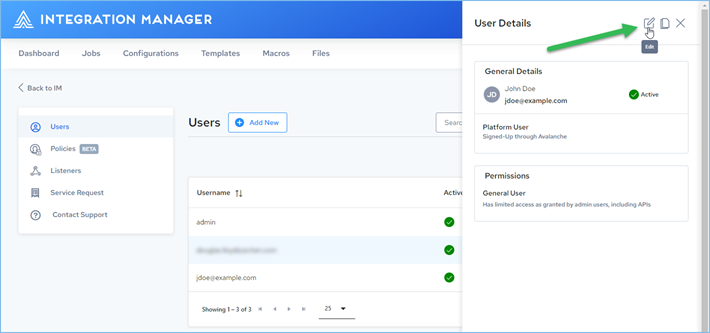 INTEGRATION MANAGER
Dashboard Jobs Configurations Templates Macros Files
Back to IM
Users
Policies BETA
Listeners
Service Request
Contact Support
Users Add New Searc
Username Active
admin
jdoe@example.com
Showing 1 – 3 of 3 25
User Details
Edit
General Details
JD John Doe
jdoe@example.com Active
Platform User
Signed-Up through Avalanche
Permissions
General User
Has limited access as granted by admin users, including APIs